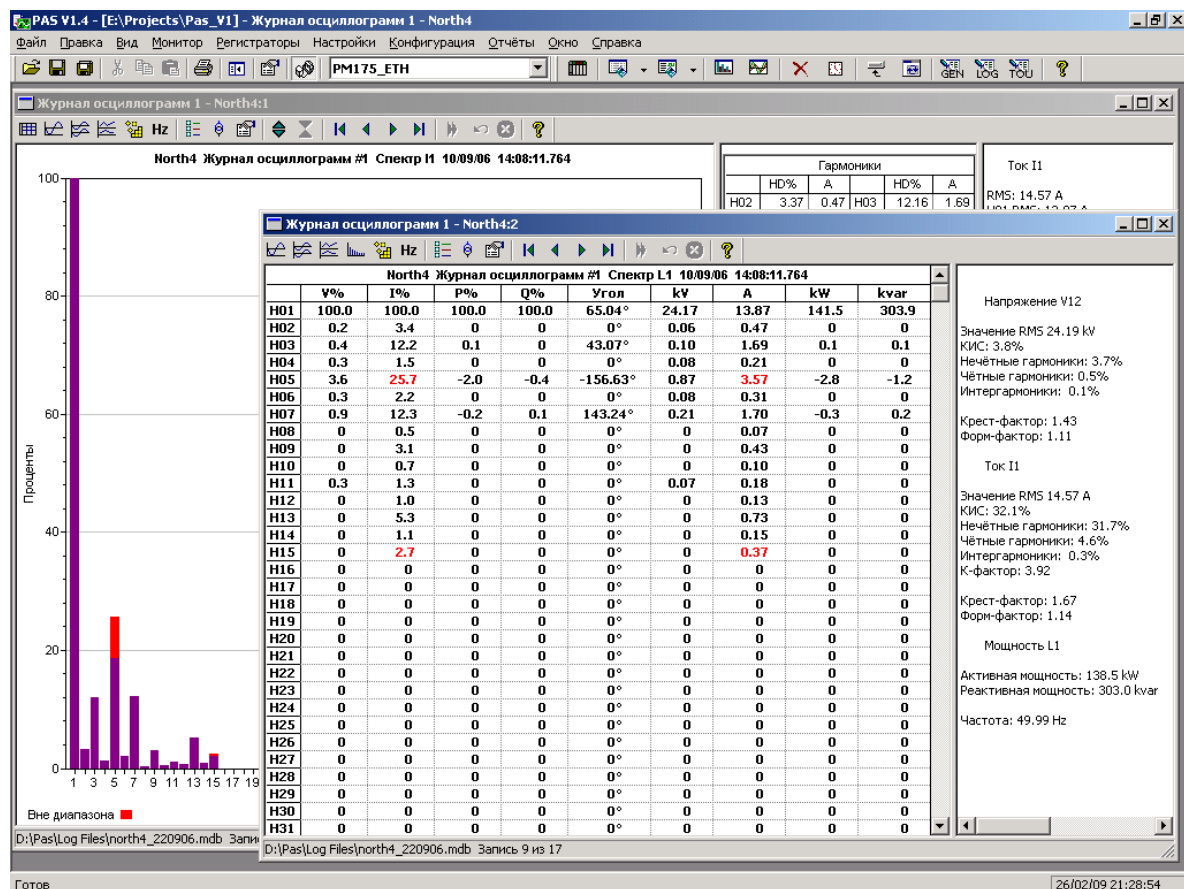 PAS V1.4 - [E:\Projects\Pas_V1] - Журнал осциллограмм 1 - North4
Файл Правка Вид Монитор Регистраторы Настройки Конфигурация Отчёты Окно Справка
PM175_ETH
GEN LOG TOU
Журнал осциллограмм 1 - North4:1
Hz
North4 Журнал осциллограмм #1 Спектр I1 10/09/06 14:08:11.764
100
80
60
40
20
0
Проценты
1 3 5 7 9 11 13 15 17 19
Вне диапазона
Гармоники
HD% A HD% A
H02 3.37 0.47 H03 12.16 1.69
Ток I1
RMS: 14.57 A
D:\Pas\Log Files\north4_220906.mdb
Журнал осциллограмм 1 - North4:2
Hz
North4 Журнал осциллограмм #1 Спектр L1 10/09/06 14:08:11.764
V% I% P% Q% Угол kV A kW kvar
H01 100.0 100.0 100.0 100.0 65.04° 24.17 13.87 141.5 303.9
H02 0.2 3.4 0 0 0° 0.06 0.47 0 0
H03 0.4 12.2 0.1 0 43.07° 0.10 1.69 0.1 0.1
H04 0.3 1.5 0 0 0° 0.08 0.21 0 0
H05 3.6 25.7 -2.0 -0.4 -156.63° 0.87 3.57 -2.8 -1.2
H06 0.3 2.2 0 0 0° 0.08 0.31 0 0
H07 0.9 12.3 -0.2 0.1 143.24° 0.21 1.70 -0.3 0.2
H08 0 0.5 0 0 0° 0 0.07 0 0
H09 0 3.1 0 0 0° 0 0.43 0 0
H10 0 0.7 0 0 0° 0 0.10 0 0
H11 0.3 1.3 0 0 0° 0.07 0.18 0 0
H12 0 1.0 0 0 0° 0 0.13 0 0
H13 0 5.3 0 0 0° 0 0.73 0 0
H14 0 1.1 0 0 0° 0 0.15 0 0
H15 0 2.7 0 0 0° 0 0.37 0 0
H16 0 0 0 0 0° 0 0 0 0
H17 0 0 0 0 0° 0 0 0 0
H18 0 0 0 0 0° 0 0 0 0
H19 0 0 0 0 0° 0 0 0 0
H20 0 0 0 0 0° 0 0 0 0
H21 0 0 0 0 0° 0 0 0 0
H22 0 0 0 0 0° 0 0 0 0
H23 0 0 0 0 0° 0 0 0 0
H24 0 0 0 0 0° 0 0 0 0
H25 0 0 0 0 0° 0 0 0 0
H26 0 0 0 0 0° 0 0 0 0
H27 0 0 0 0 0° 0 0 0 0
H28 0 0 0 0 0° 0 0 0 0
H29 0 0 0 0 0° 0 0 0 0
H30 0 0 0 0 0° 0 0 0 0
H31 0 0 0 0 0° 0 0 0 0
Напряжение V12
Значение RMS 24.19 kV
КИС: 3.8%
Нечётные гармоники: 3.7%
Чётные гармоники: 0.5%
Интергармоники: 0.1%
Крест-фактор: 1.43
Форм-фактор: 1.11
Ток I1
Значение RMS 14.57 A
КИС: 32.1%
Нечётные гармоники: 31.7%
Чётные гармоники: 4.6%
Интергармоники: 0.3%
К-фактор: 3.92
Крест-фактор: 1.67
Форм-фактор: 1.14
Мощность L1
Активная мощность: 138.5 kW
Реактивная мощность: 303.0 kvar
Частота: 49.99 Hz
D:\Pas\Log Files\north4_220906.mdb Запись 9 из 17
Готов
26/02/09 21:28:54